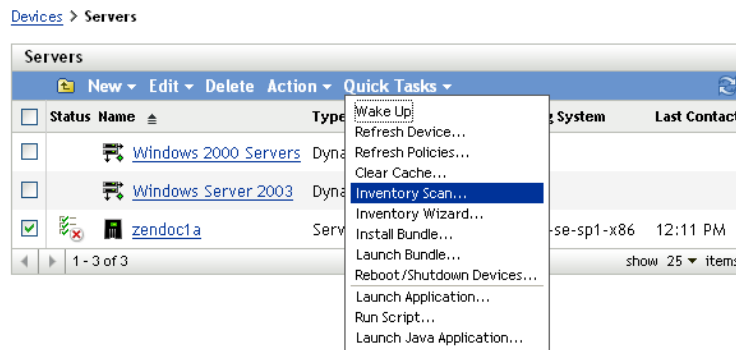 Devices > Servers
Servers
New Edit Delete Action Quick Tasks
Status Name Type System Last Contact
Windows 2000 Servers Dyna
Windows Server 2003 Dyna
zendoc1a Serv -se-sp1-x86 12:11 PM
1 - 3 of 3 show 25 items
Wake Up
Refresh Device...
Refresh Policies...
Clear Cache...
Inventory Scan...
Inventory Wizard...
Install Bundle...
Launch Bundle...
Reboot/Shutdown Devices...
Launch Application...
Run Script...
Launch Java Application...